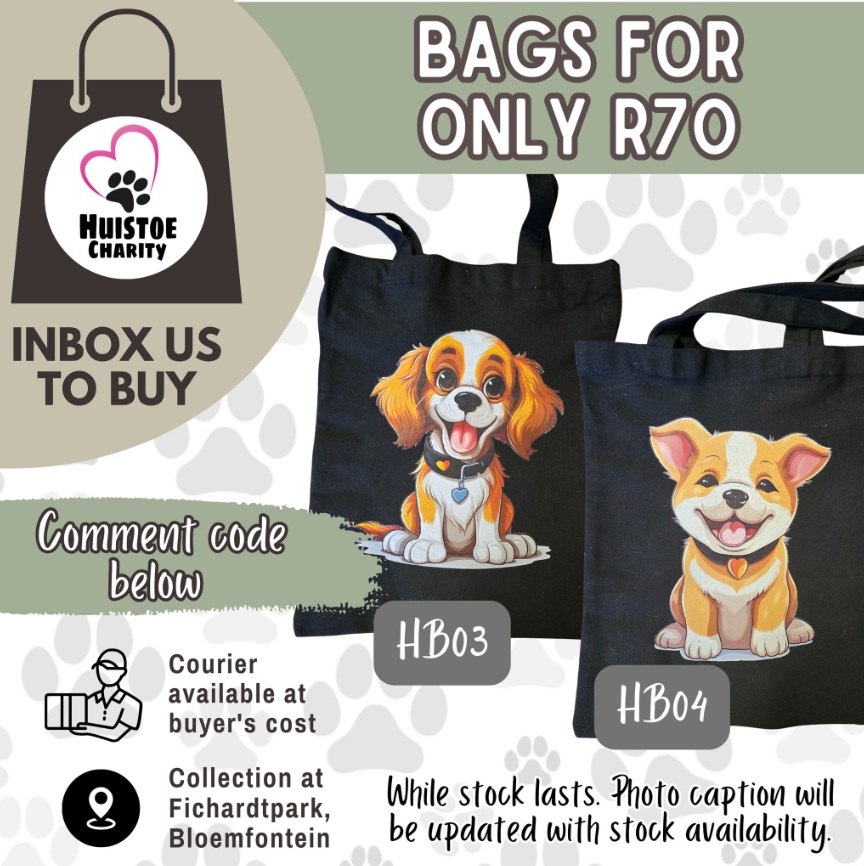 BAGS FOR
ONLY R70
HUISTOE
CHARITY
INBOX US
TO BUY
Comment code
below
HB03
HB04
Courier
available at
buyer's cost
Collection at
Fichardtpark,
Bloemfontein
While stock lasts. Photo caption will
be updated with stock availability.